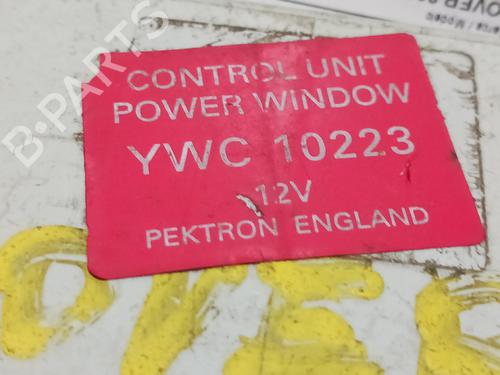 CONTROL UNIT
POWER WINDOW
YWC 10223
12V
PEKTRON ENGLAND
B-PARTS